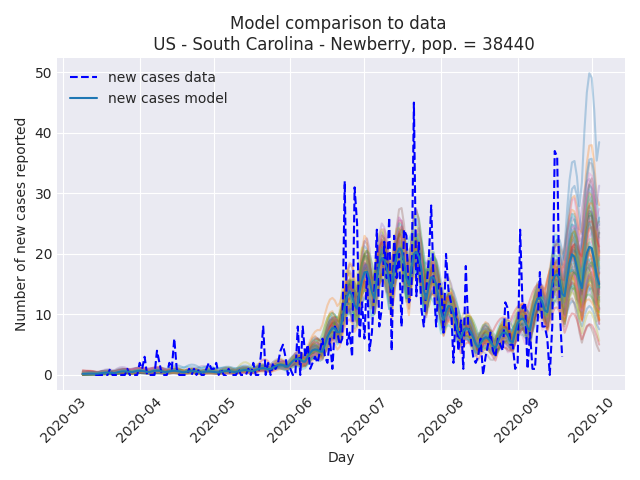 Model comparison to data
US - South Carolina - Newberry, pop. = 38440
new cases data
new cases model
Number of new cases reported
50
40
30
20
10
0
2020-03
2020-04
2020-05
2020-06
2020-07
2020-08
2020-09
2020-10
Day